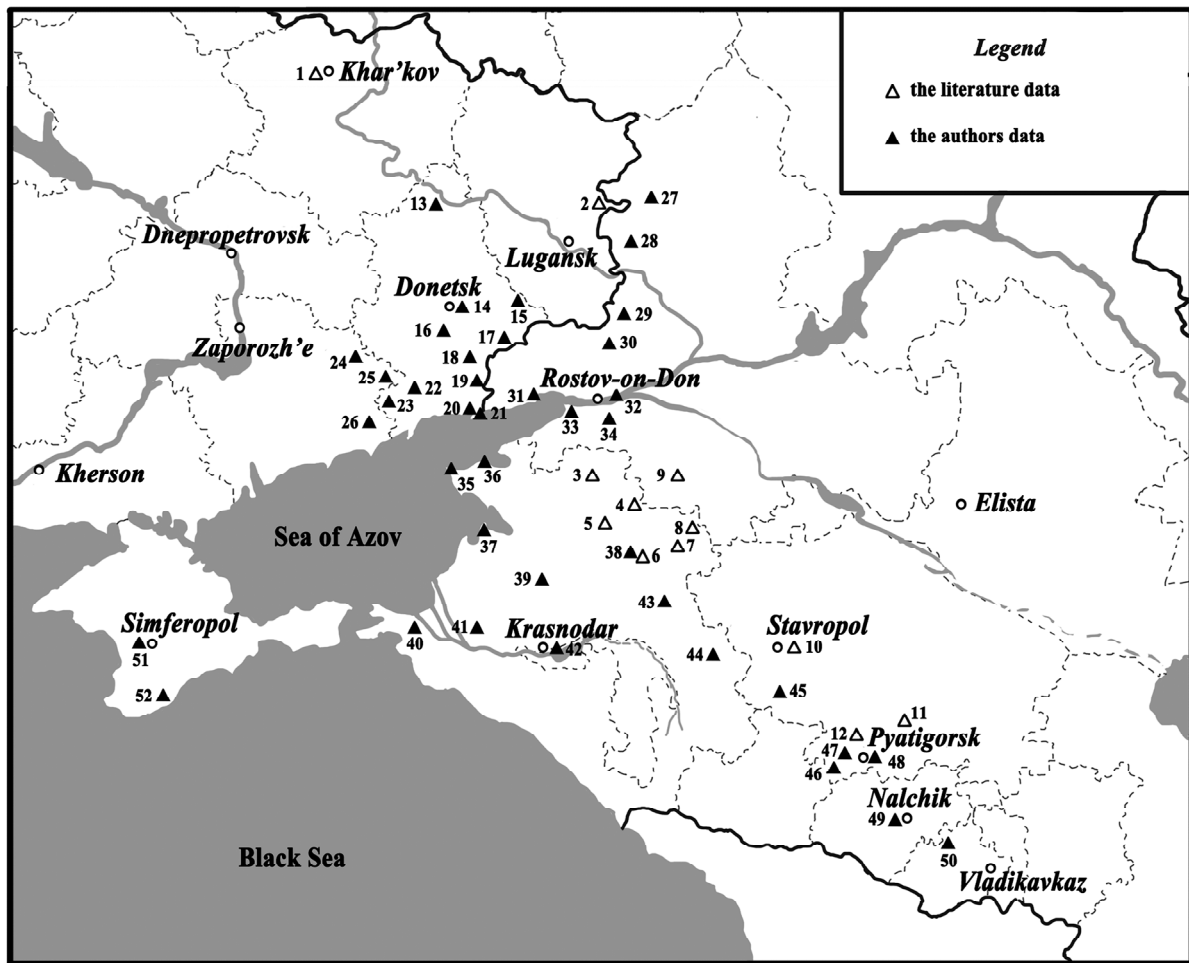 Legend
1 Khar'kov
the literature data
the authors data
2 27
13
Dnepropetrovsk
Lugansk 28
Donetsk
14 15 29
16 17 30
Zaporozh'e
24 18
25 22 19 Rostov-on-Don
23 31 32
20 21 33
26 34
36
35 3 9
Kherson
4 Elista
5 8
Sea of Azov 37
38 6 7
39
43
Simferopol 40 41 Krasnodar Stavropol
51 42 44 10
52 45
11
12 Pyatigorsk
47 48
46
Nalchik
49
Black Sea 50
Vladikavkaz